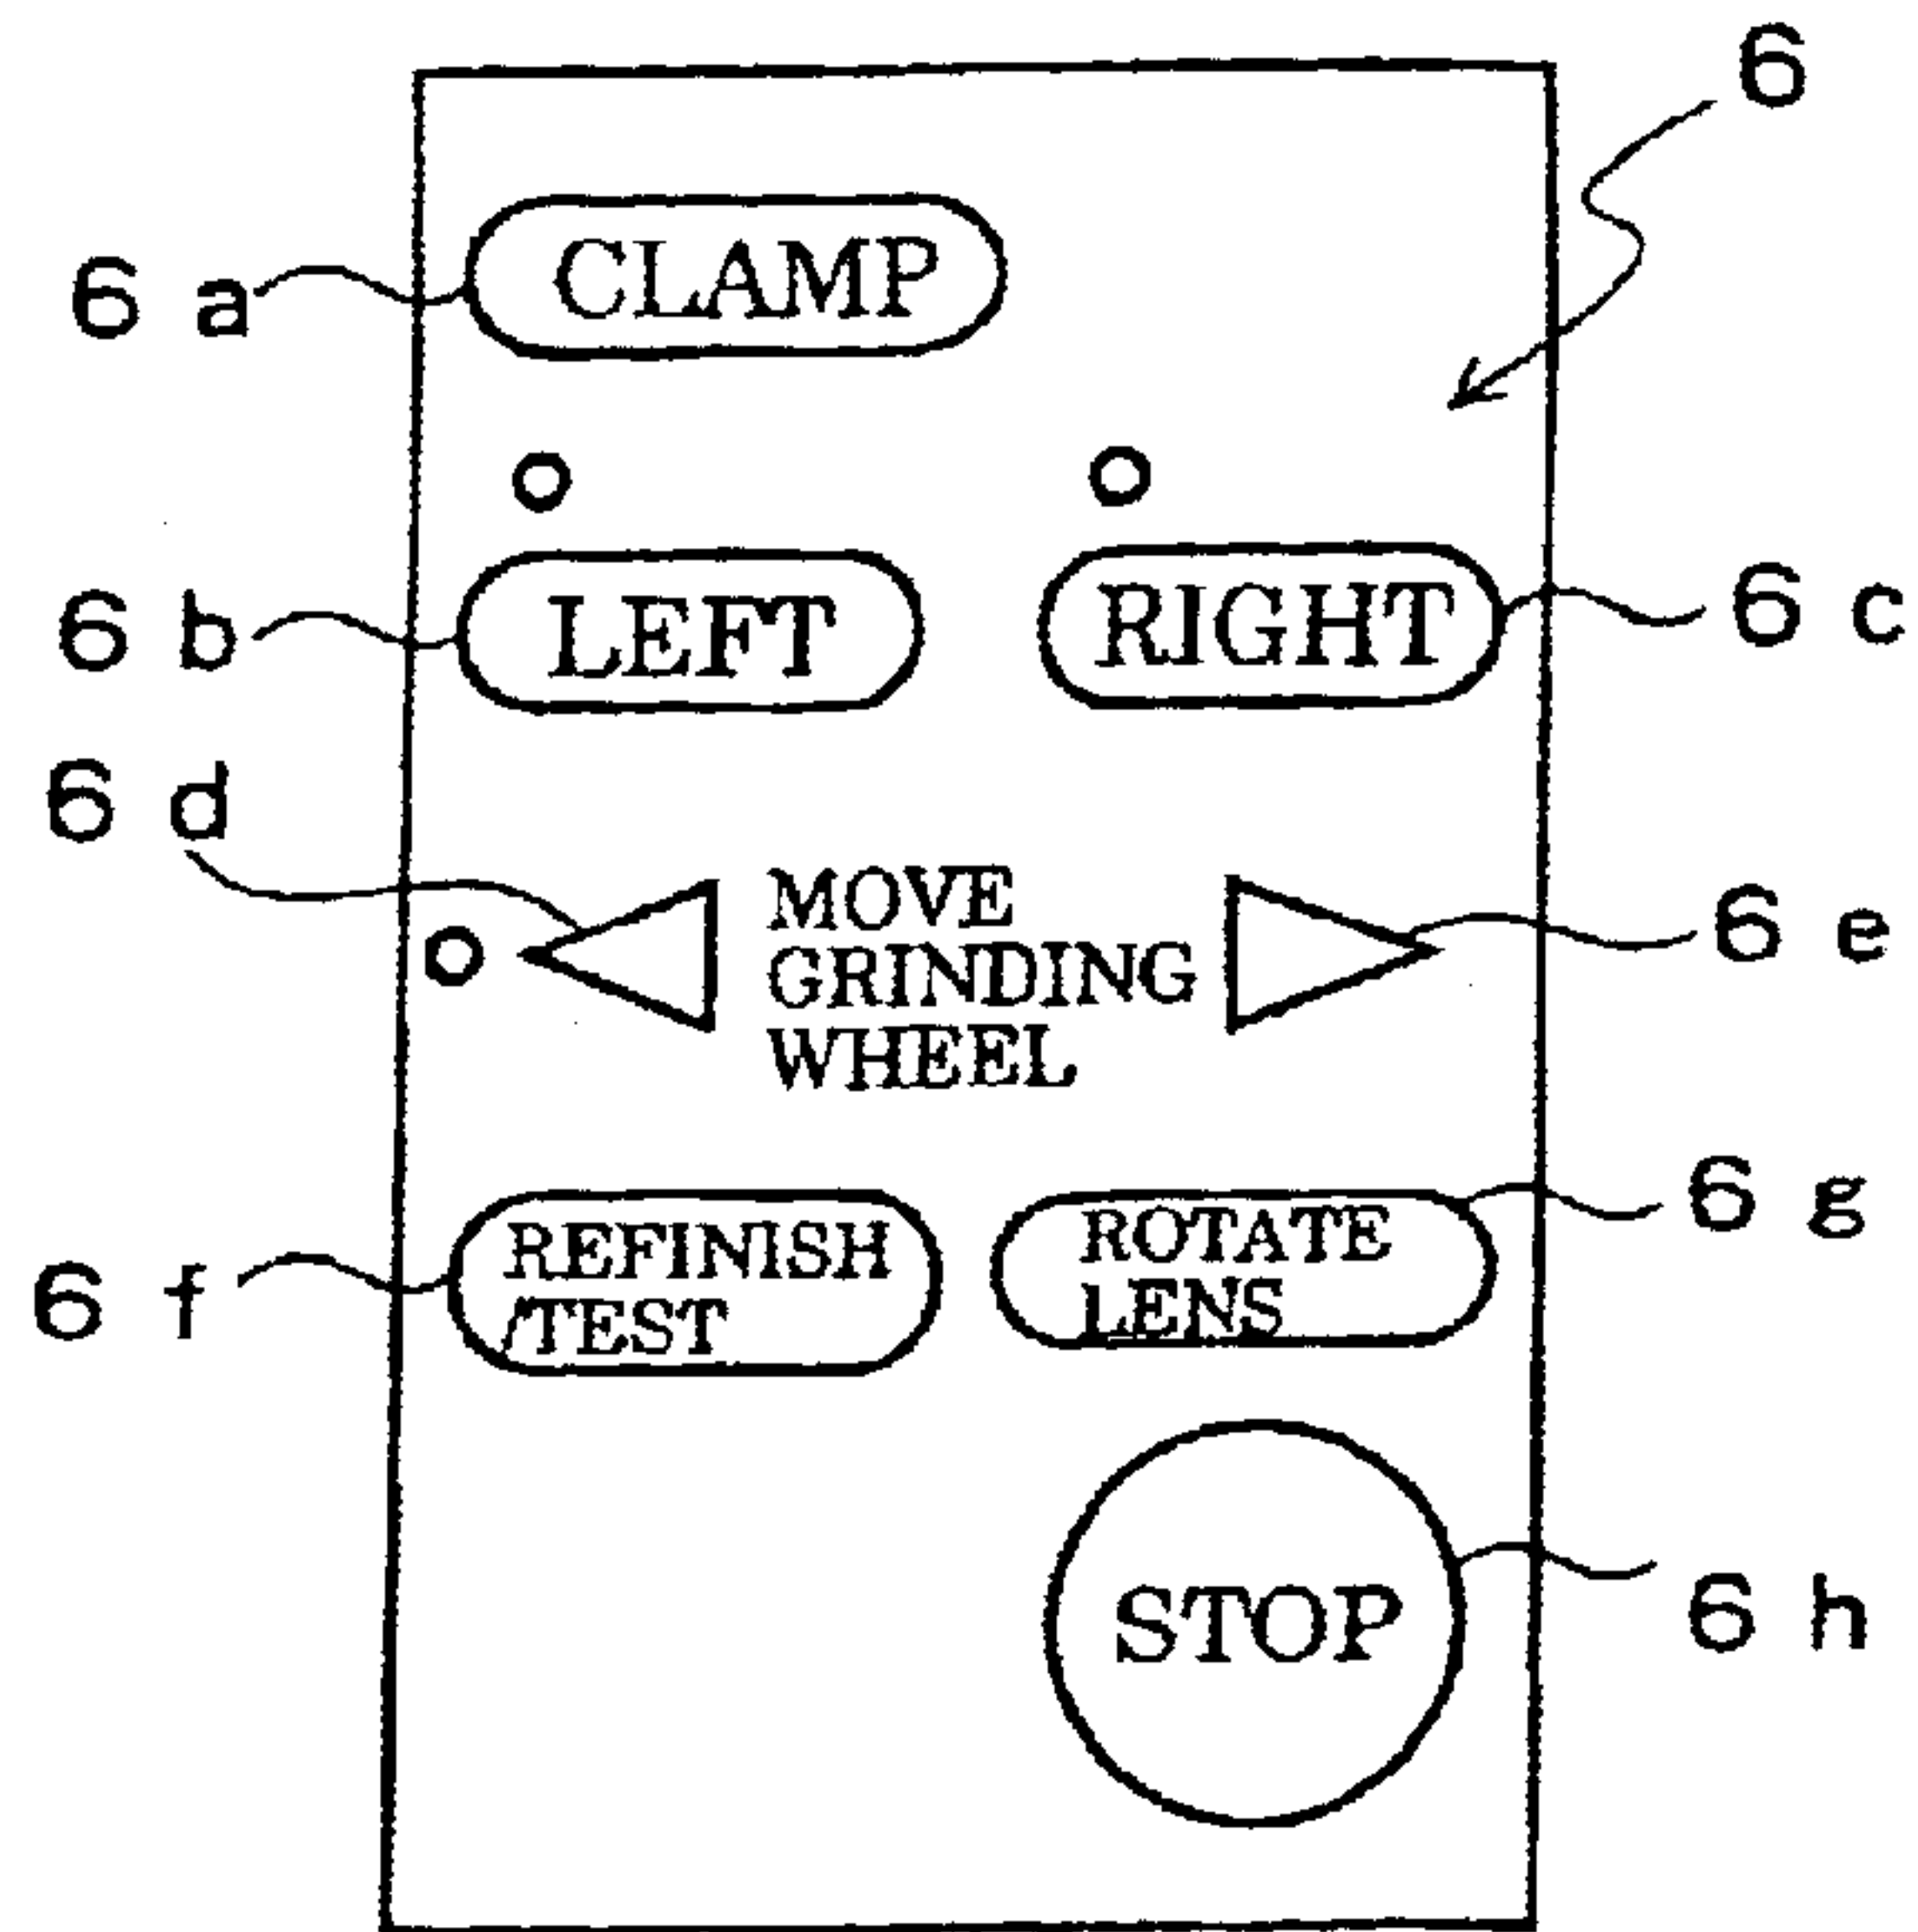 6
CLAMP
6 a
LEFT
RIGHT
6 b
6 c
6 d
MOVE
GRINDING
WHEEL
6 e
REFINISH
/TEST
ROTATE
LENS
6 g
6 f
STOP
6 h